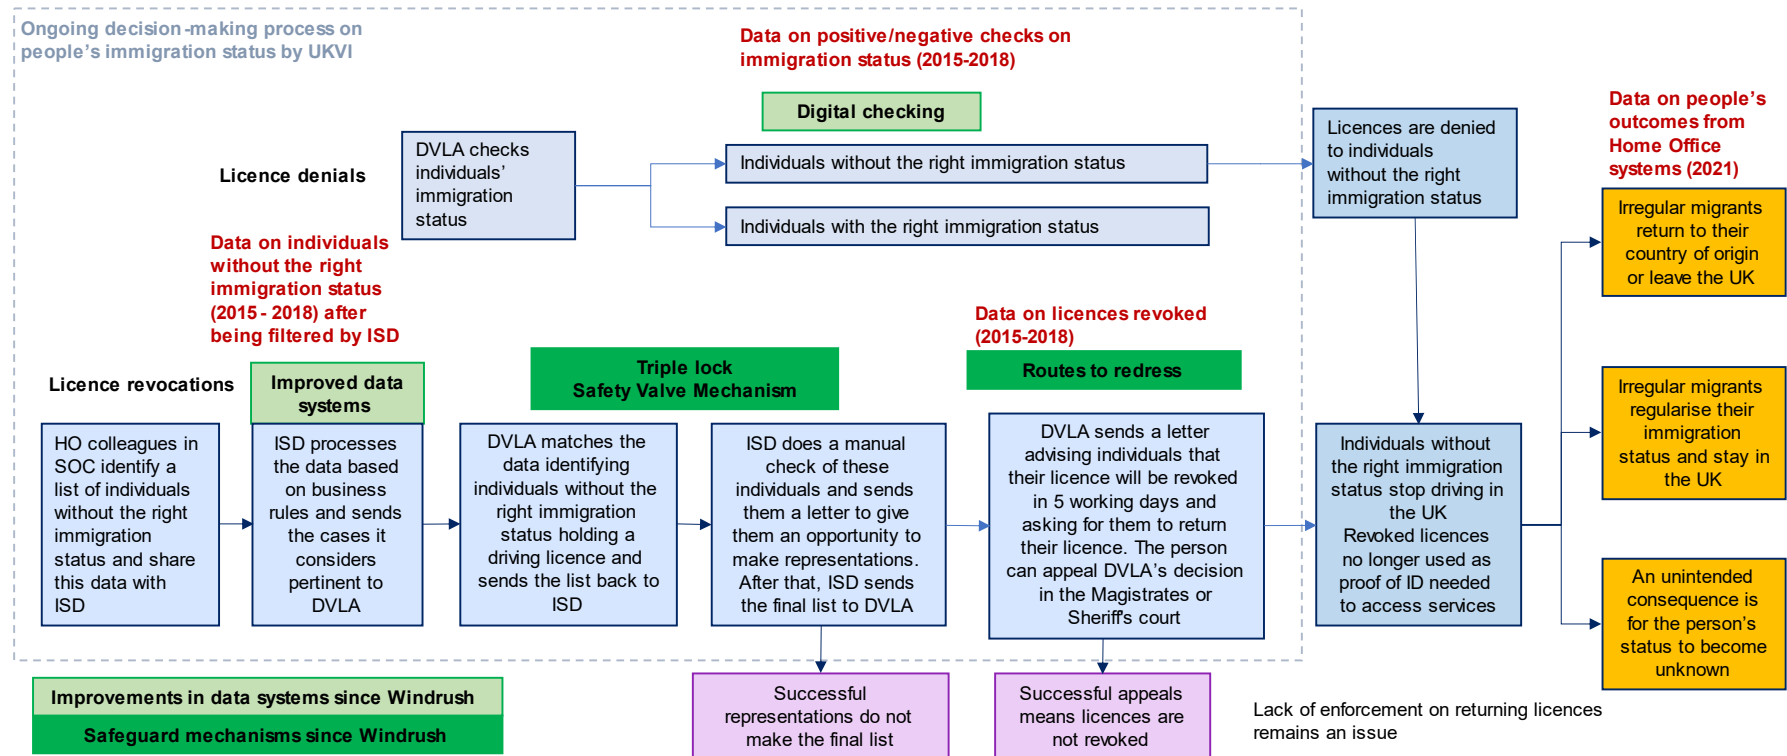 Ongoing decision-making process on
people's immigration status by UKVI
Data on positive/negative checks on
immigration status (2015-2018)
Digital checking
Licence denials
DVLA checks
individuals'
immigration
status
Individuals without the right immigration status
Individuals with the right immigration status
Licences are denied
to individuals
without the right
immigration status
Data on people's
outcomes from
Home Office
systems (2021)
Irregular migrants
return to their
country of origin
or leave the UK
Data on individuals
without the right
immigration status
(2015 - 2018) after
being filtered by ISD
Data on licences revoked
(2015-2018)
Licence revocations
Improved data
systems
Triple lock
Safety Valve Mechanism
Routes to redress
HO colleagues in
SOC identify a
list of individuals
without the right
immigration
status and share
this data with
ISD
ISD processes
the data based
on business
rules and sends
the cases it
considers
pertinent to
DVLA
DVLA matches the
data identifying
individuals without the
right immigration
status holding a
driving licence and
sends the list back to
ISD
ISD does a manual
check of these
individuals and sends
them a letter to give
them an opportunity to
make representations.
After that, ISD sends
the final list to DVLA
DVLA sends a letter
advising individuals that
their licence will be revoked
in 5 working days and
asking for them to return
their licence. The person
can appeal DVLA's decision
in the Magistrates or
Sheriff's court
Individuals without
the right immigration
status stop driving in
the UK
Revoked licences
no longer used as
proof of ID needed
to access services
Irregular migrants
regularise their
immigration
status and stay in
the UK
An unintended
consequence is
for the person's
status to become
unknown
Improvements in data systems since Windrush
Safeguard mechanisms since Windrush
Successful
representations do not
make the final list
Successful appeals
means licences are
not revoked
Lack of enforcement on returning licences
remains an issue